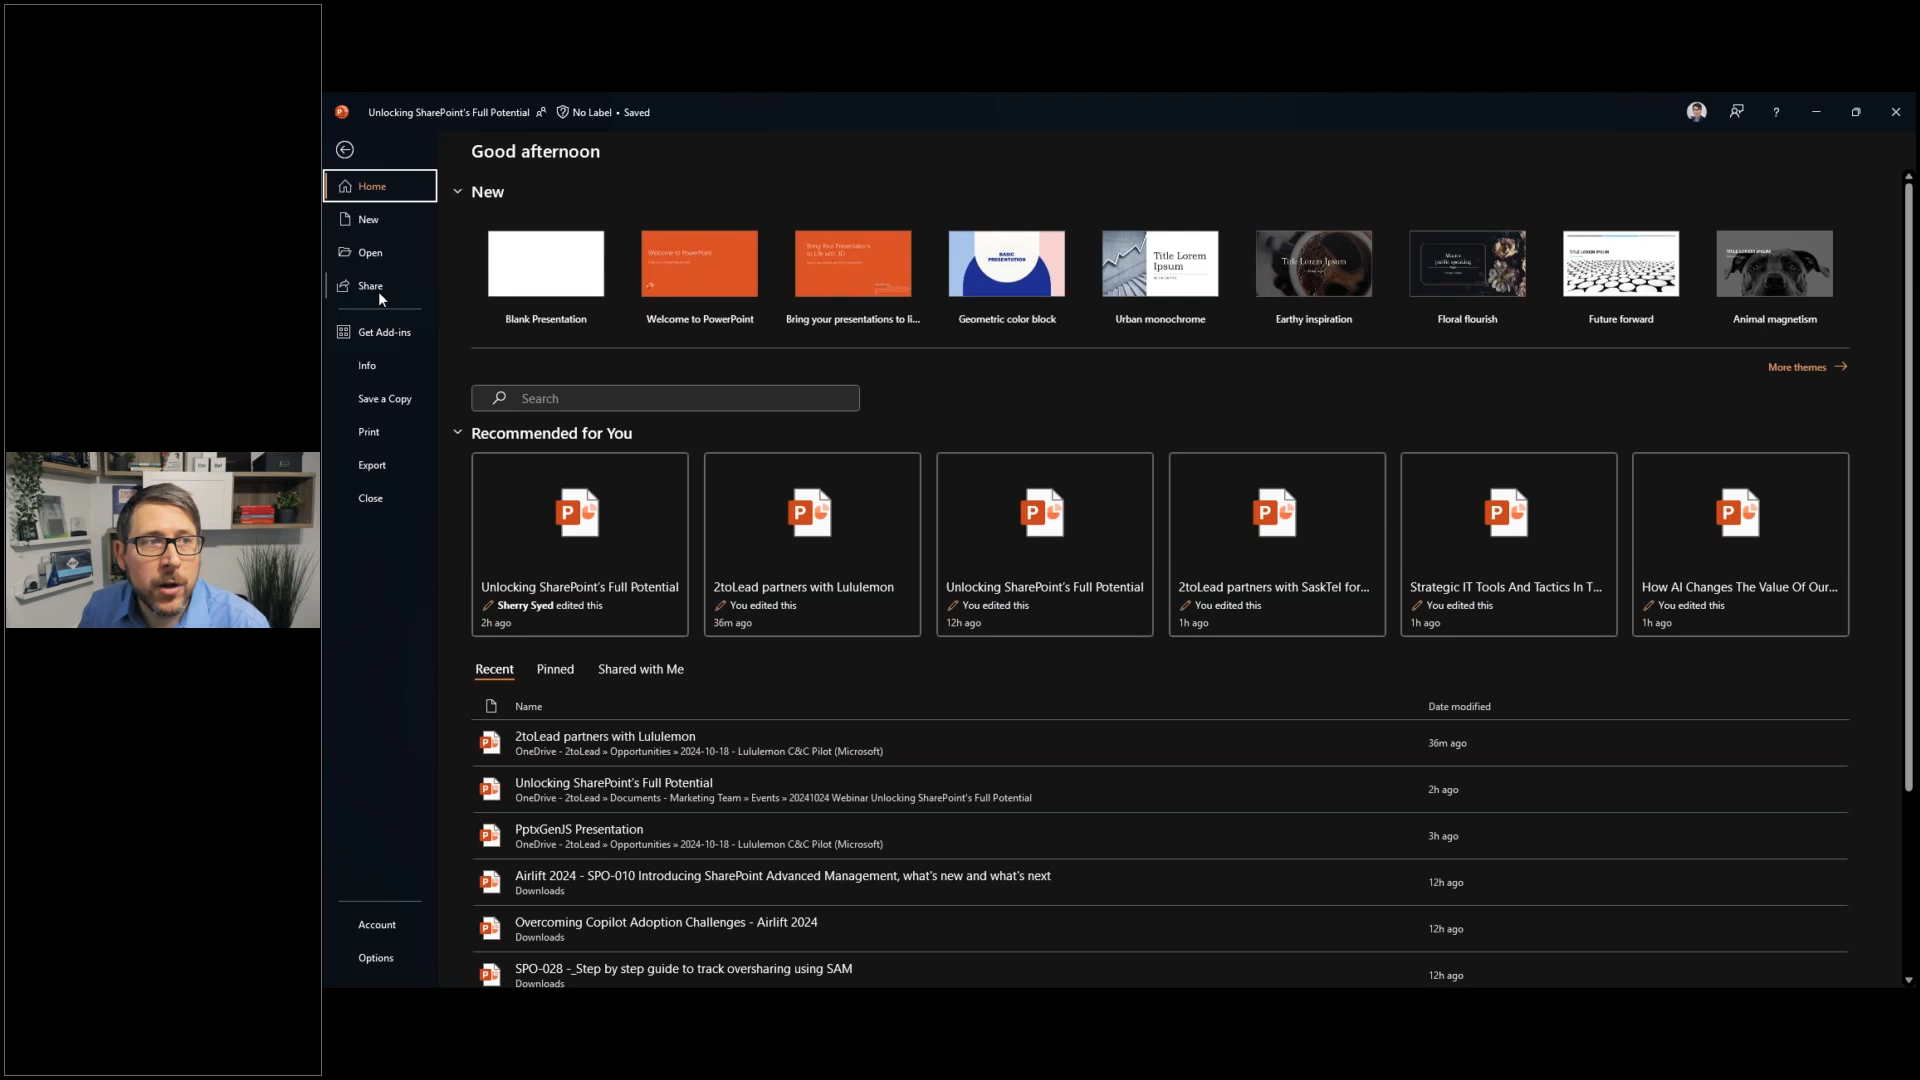 Unlocking SharePoint's Full Potential No Label • Saved
Good afternoon
Home
New
Open
Share
Get Add-ins
Info
Save a Copy
Print
Export
Close
Account
Options
New
Title Lorem Ipsum
BASIC PRESENTATION
Welcome to PowerPoint
Blank Presentation
Welcome to PowerPoint
Bring your presentations to li...
Geometric color block
Urban monochrome
Earthy inspiration
Floral flourish
Future forward
Animal magnetism
More themes
Search
Recommended for You
Unlocking SharePoint's Full Potential
Sherry Syed edited this
2h ago
2toLead partners with Lululemon
You edited this
36m ago
Unlocking SharePoint's Full Potential
You edited this
12h ago
2toLead partners with SaskTel for...
You edited this
1h ago
Strategic IT Tools And Tactics In T...
You edited this
1h ago
How AI Changes The Value Of Our...
You edited this
1h ago
Recent Pinned Shared with Me
Name Date modified
2toLead partners with Lululemon
OneDrive - 2toLead » Opportunities » 2024-10-18 - Lululemon C&C Pilot (Microsoft)
36m ago
Unlocking SharePoint's Full Potential
OneDrive - 2toLead » Documents - Marketing Team » Events » 20241024 Webinar Unlocking SharePoint's Full Potential
2h ago
PptxGenJS Presentation
OneDrive - 2toLead » Opportunities » 2024-10-18 - Lululemon C&C Pilot (Microsoft)
3h ago
Airlift 2024 - SPO-010 Introducing SharePoint Advanced Management, what's new and what's next
Downloads
12h ago
Overcoming Copilot Adoption Challenges - Airlift 2024
Downloads
12h ago
SPO-028 -_Step by step guide to track oversharing using SAM
Downloads
12h ago